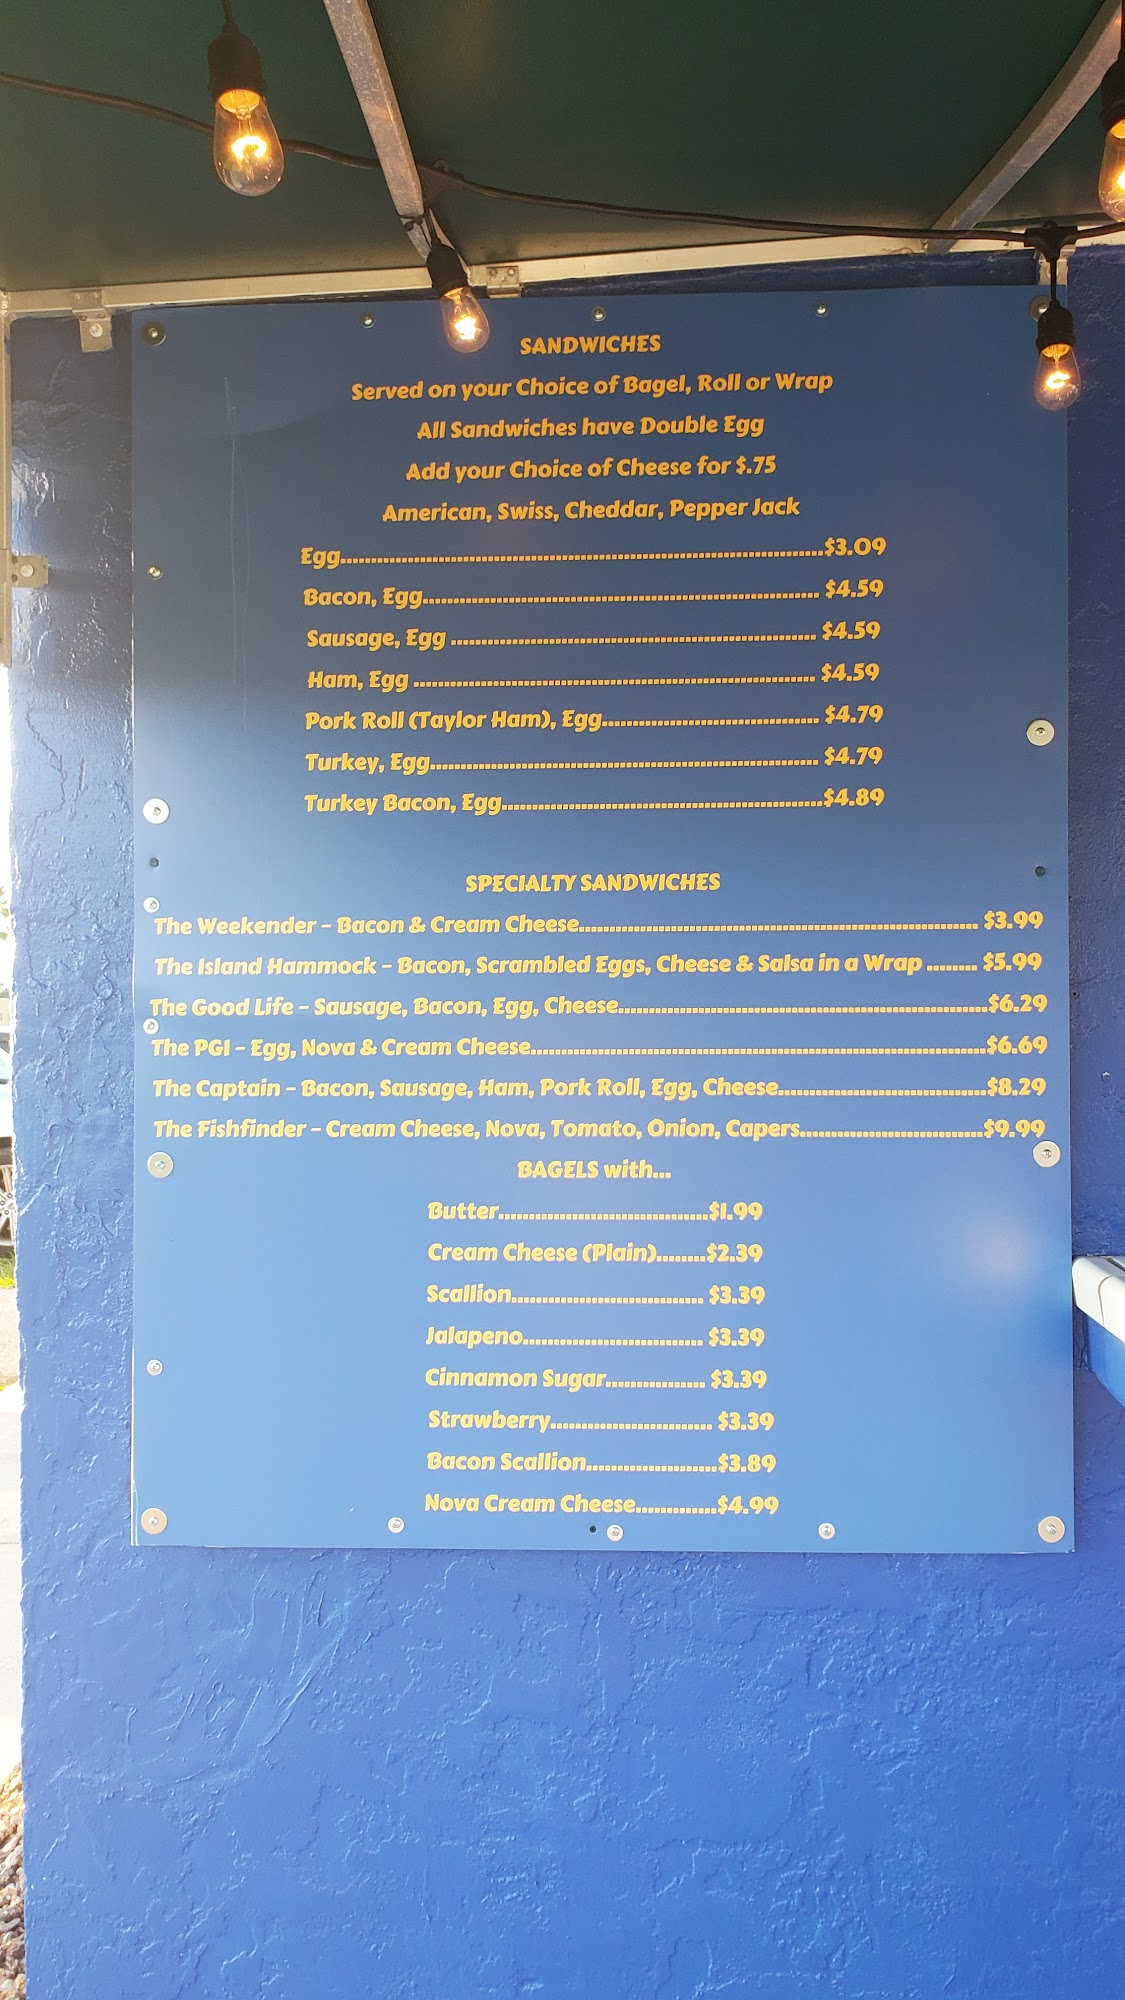 SANDWICHES
Served on your Choice of Bagel, Roll or Wrap
All Sandwiches have Double Egg
Add your Choice of Cheese for $.75
American, Swiss, Cheddar, Pepper Jack
Egg........................................$3.09
Bacon, Egg........................................ $4.59
Sausage, Egg ........................................ $4.59
Ham, Egg ........................................ $4.59
Pork Roll (Taylor Ham), Egg........................................ $4.79
Turkey, Egg........................................ $4.79
Turkey Bacon, Egg........................................$4.89
SPECIALTY SANDWICHES
The Weekender - Bacon & Cream Cheese........................................ $3.99
The Island Hammock - Bacon, Scrambled Eggs, Cheese & Salsa in a Wrap ........ $5.99
The Good Life - Sausage, Bacon, Egg, Cheese........................................$6.29
The PGI - Egg, Nova & Cream Cheese........................................$6.69
The Captain - Bacon, Sausage, Ham, Pork Roll, Egg, Cheese........................................$8.29
The Fishfinder - Cream Cheese, Nova, Tomato, Onion, Capers..............................$9.99
BAGELS with...
Butter..................................$1.99
Cream Cheese (Plain)........$2.39
Scallion............................... $3.39
Jalapeno............................. $3.39
Cinnamon Sugar................ $3.39
Strawberry.......................... $3.39
Bacon Scallion.....................$3.89
Nova Cream Cheese.............$4.99